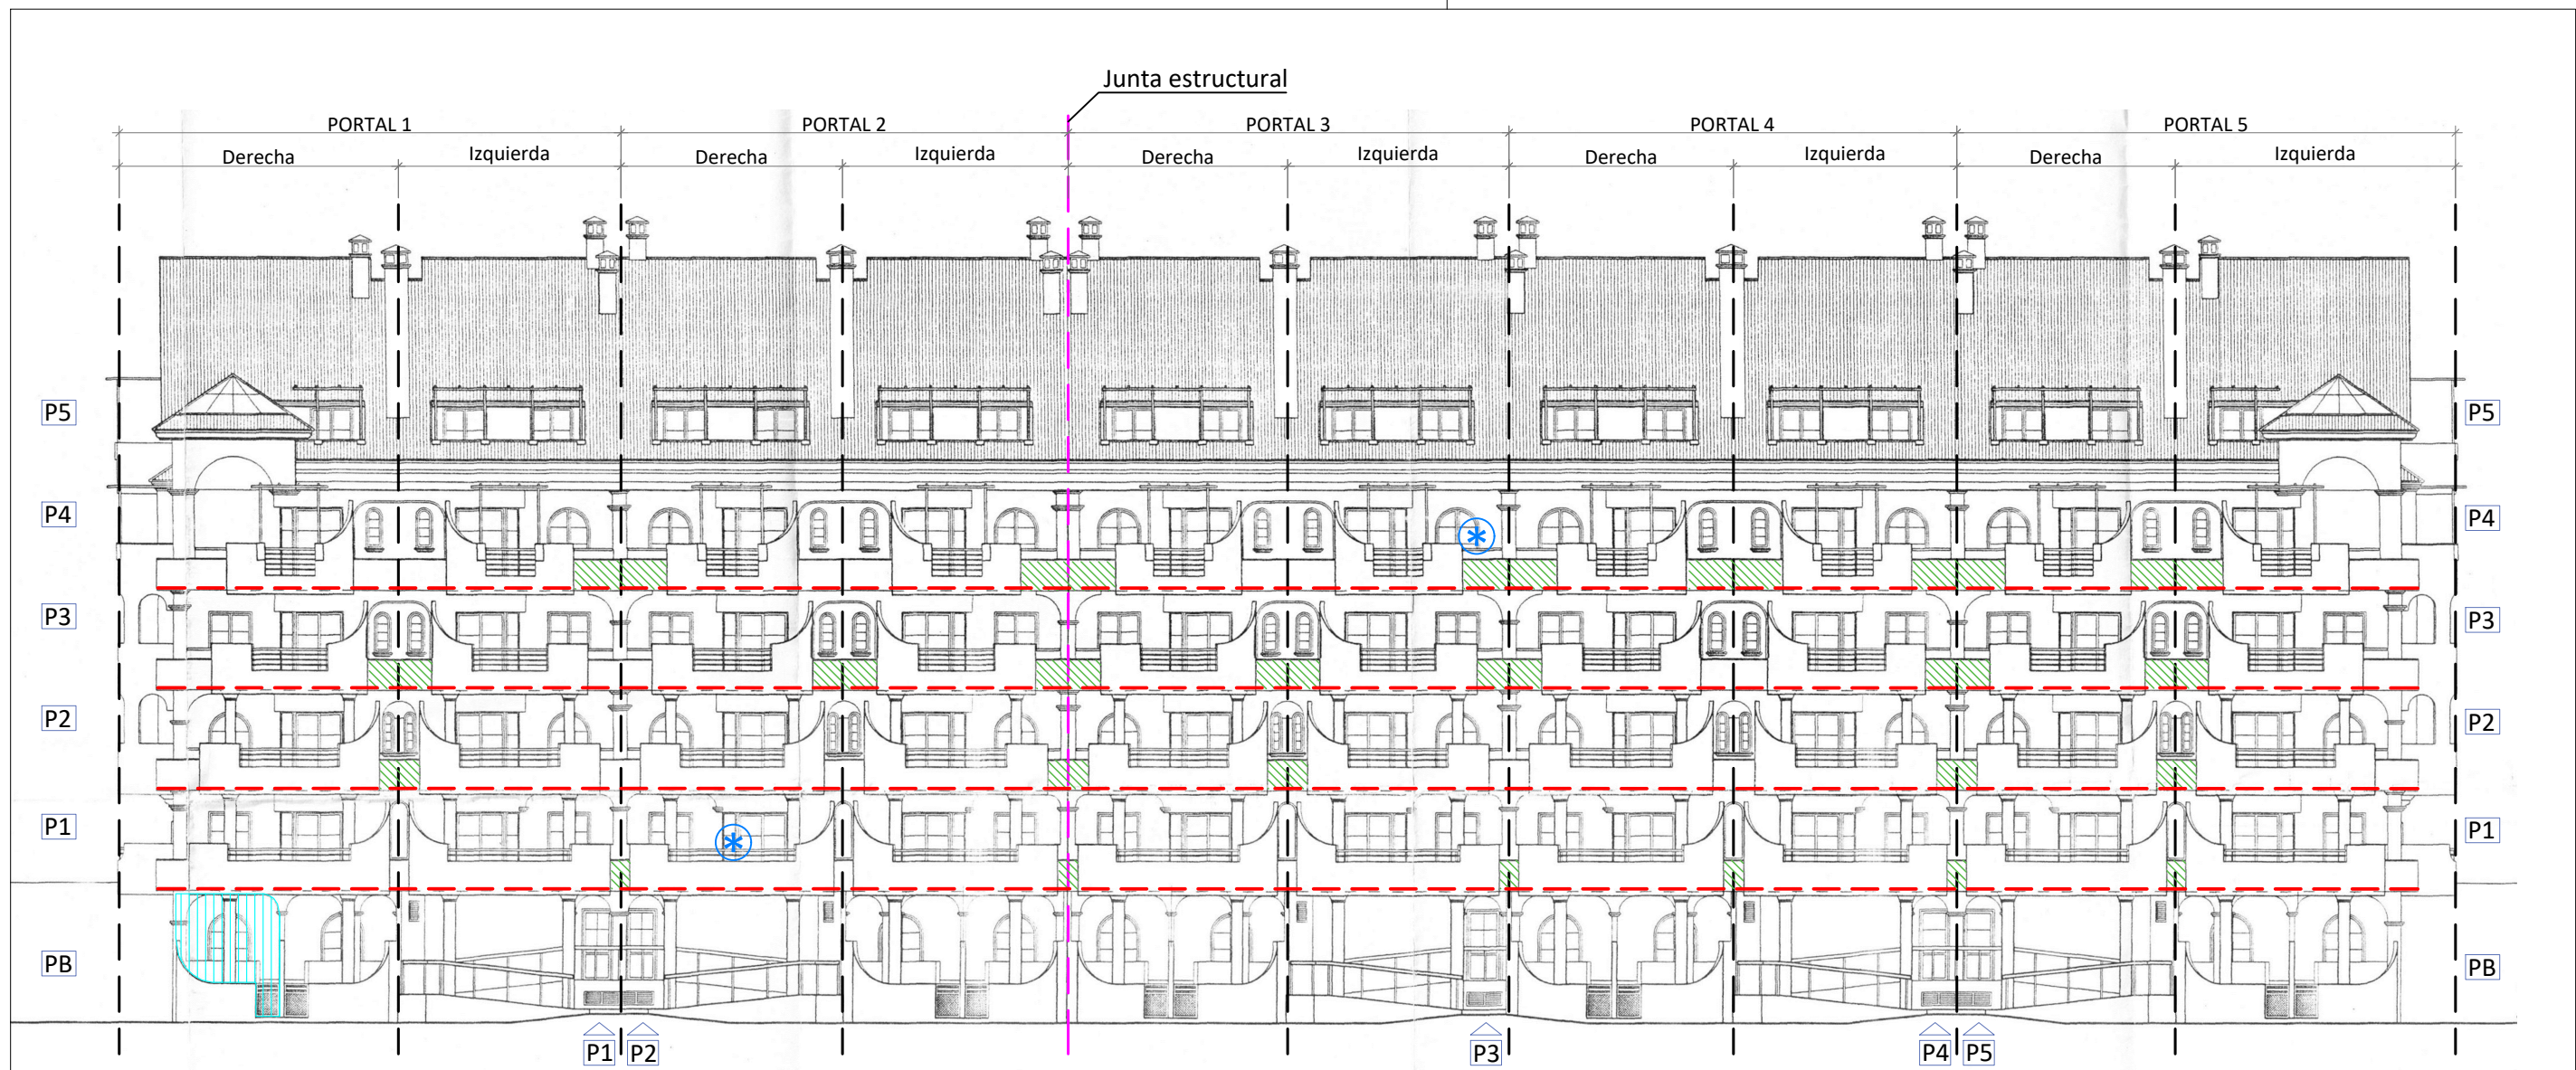 Junta estructural
PORTAL 1 PORTAL 2 PORTAL 3 PORTAL 4 PORTAL 5
Derecha Izquierda Derecha Izquierda Derecha Izquierda Derecha Izquierda Derecha Izquierda
P5 P5
P4 P4
* 
P3 P3
P2 P2
P1 P1
*
PB PB
P1 P2 P3 P4 P5